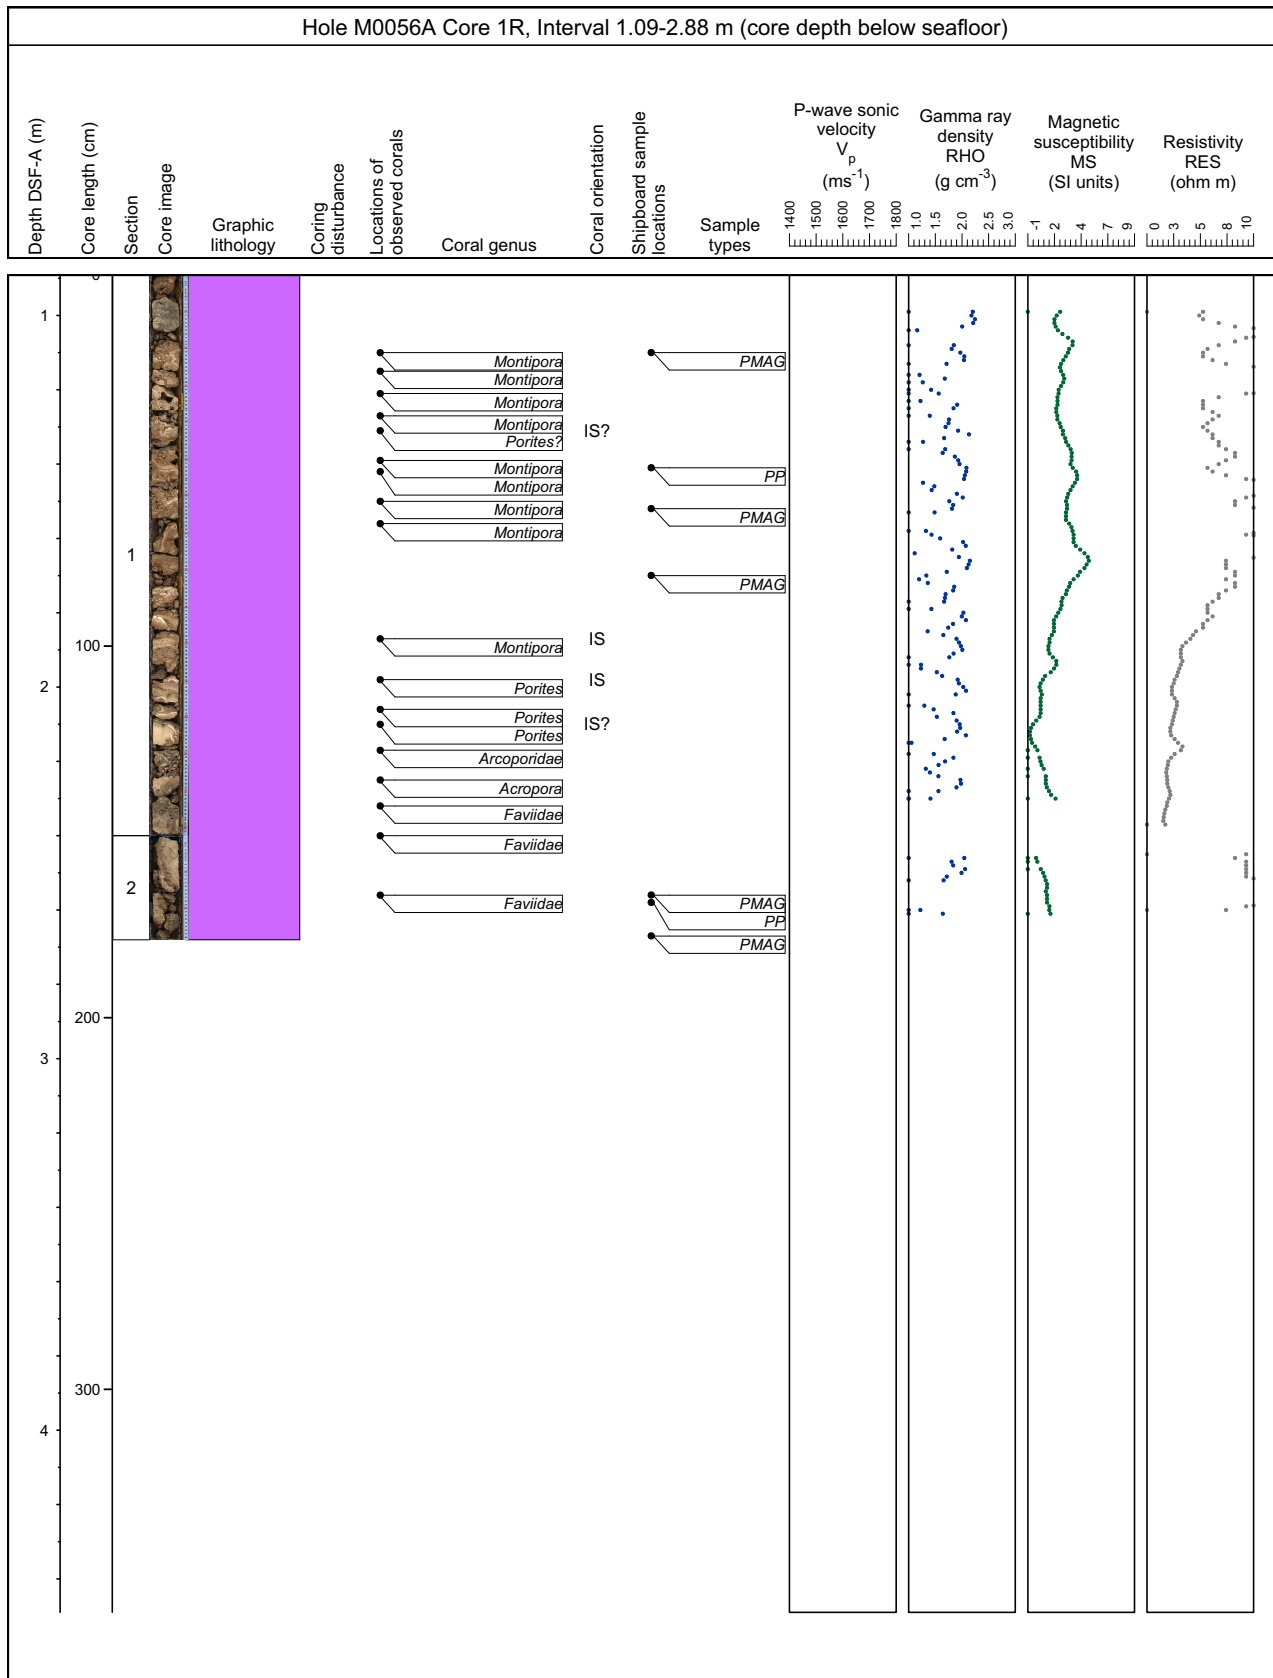 Hole M0056A Core 1R, Interval 1.09-2.88 m (core depth below seafloor)
Depth DSF-A (m)
Core length (cm)
Section
Core image
Graphic
lithology
Coring
disturbance
Locations of
observed corals
Coral genus
Coral orientation
Shipboard sample
locations
Sample
types
P-wave sonic
velocity
Vp
(ms-1)
1400 1500 1600 1700 1800
Gamma ray
density
RHO
(g cm-3)
1.0 1.5 2.0 2.5 3.0
Magnetic
susceptibility
MS
(SI units)
-1 2 4 7 9
Resistivity
RES
(ohm m)
0 3 5 8 10
0
1
Montipora PMAG
Montipora
Montipora
Montipora
IS?
Porites?
Montipora
PP
Montipora
Montipora
PMAG
Montipora
1
PMAG
IS
100
Montipora
IS
2
Porites
Porites
IS?
Porites
Arcoporidae
Acropora
Faviidae
Faviidae
2
Faviidae PMAG
PP
PMAG
200
3
300
4